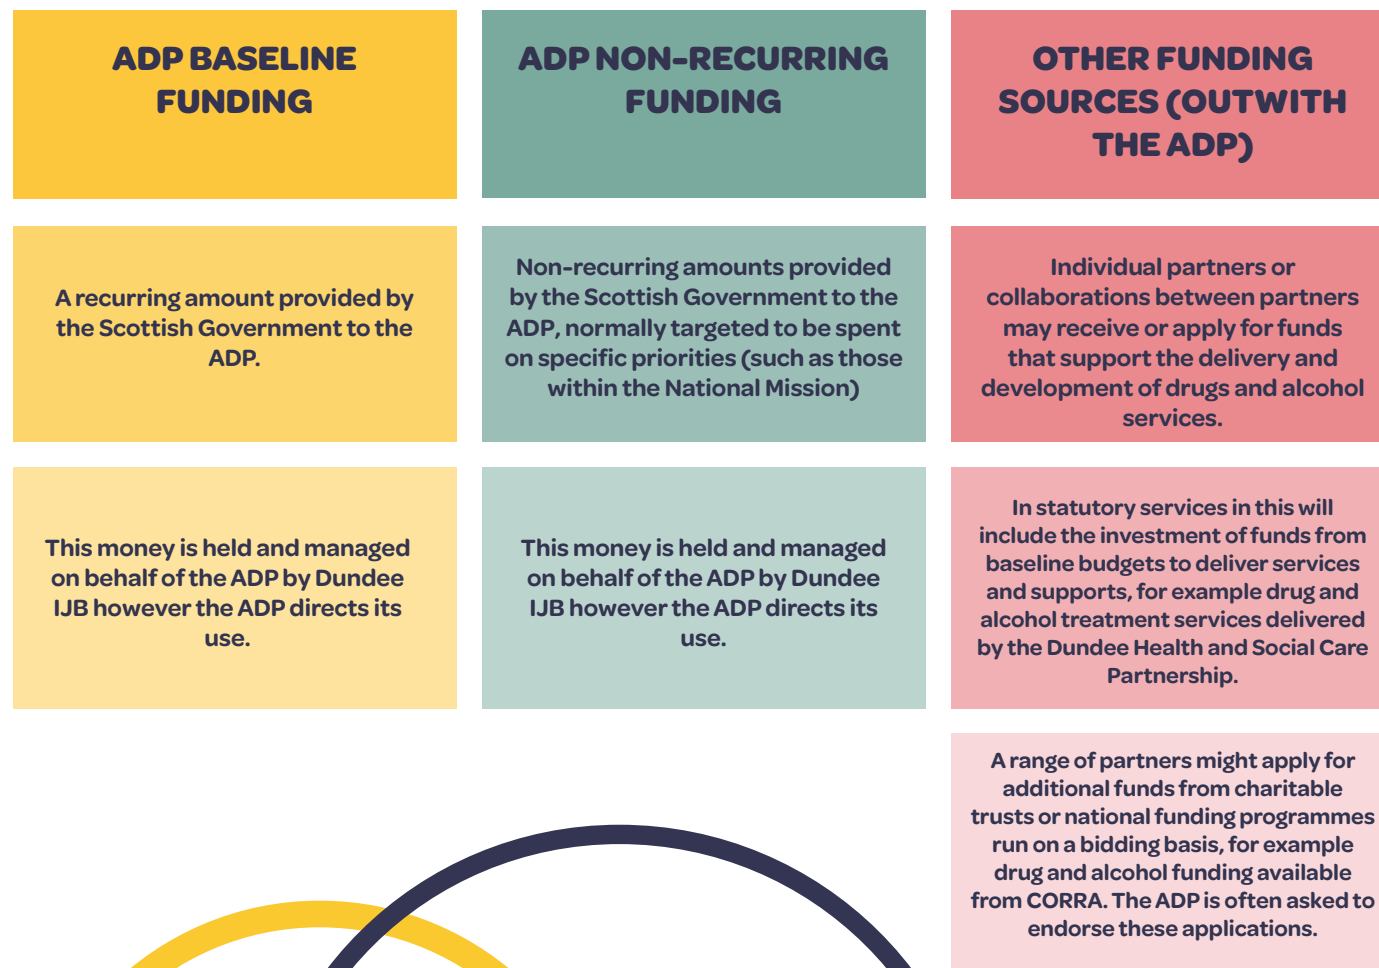 ADP BASELINE
FUNDING
A recurring amount provided by
the Scottish Government to the
ADP.
This money is held and managed
on behalf of the ADP by Dundee
IJB however the ADP directs its
use.
ADP NON-RECURRING
FUNDING
Non-recurring amounts provided
by the Scottish Government to the
ADP, normally targeted to be spent
on specific priorities (such as those
within the National Mission)
This money is held and managed
on behalf of the ADP by Dundee
IJB however the ADP directs its
use.
OTHER FUNDING
SOURCES (OUTWITH
THE ADP)
Individual partners or
collaborations between partners
may receive or apply for funds
that support the delivery and
development of drugs and alcohol
services.
In statutory services in this will
include the investment of funds from
baseline budgets to deliver services
and supports, for example drug and
alcohol treatment services delivered
by the Dundee Health and Social Care
Partnership.
A range of partners might apply for
additional funds from charitable
trusts or national funding programmes
run on a bidding basis, for example
drug and alcohol funding available
from CORRA. The ADP is often asked to
endorse these applications.